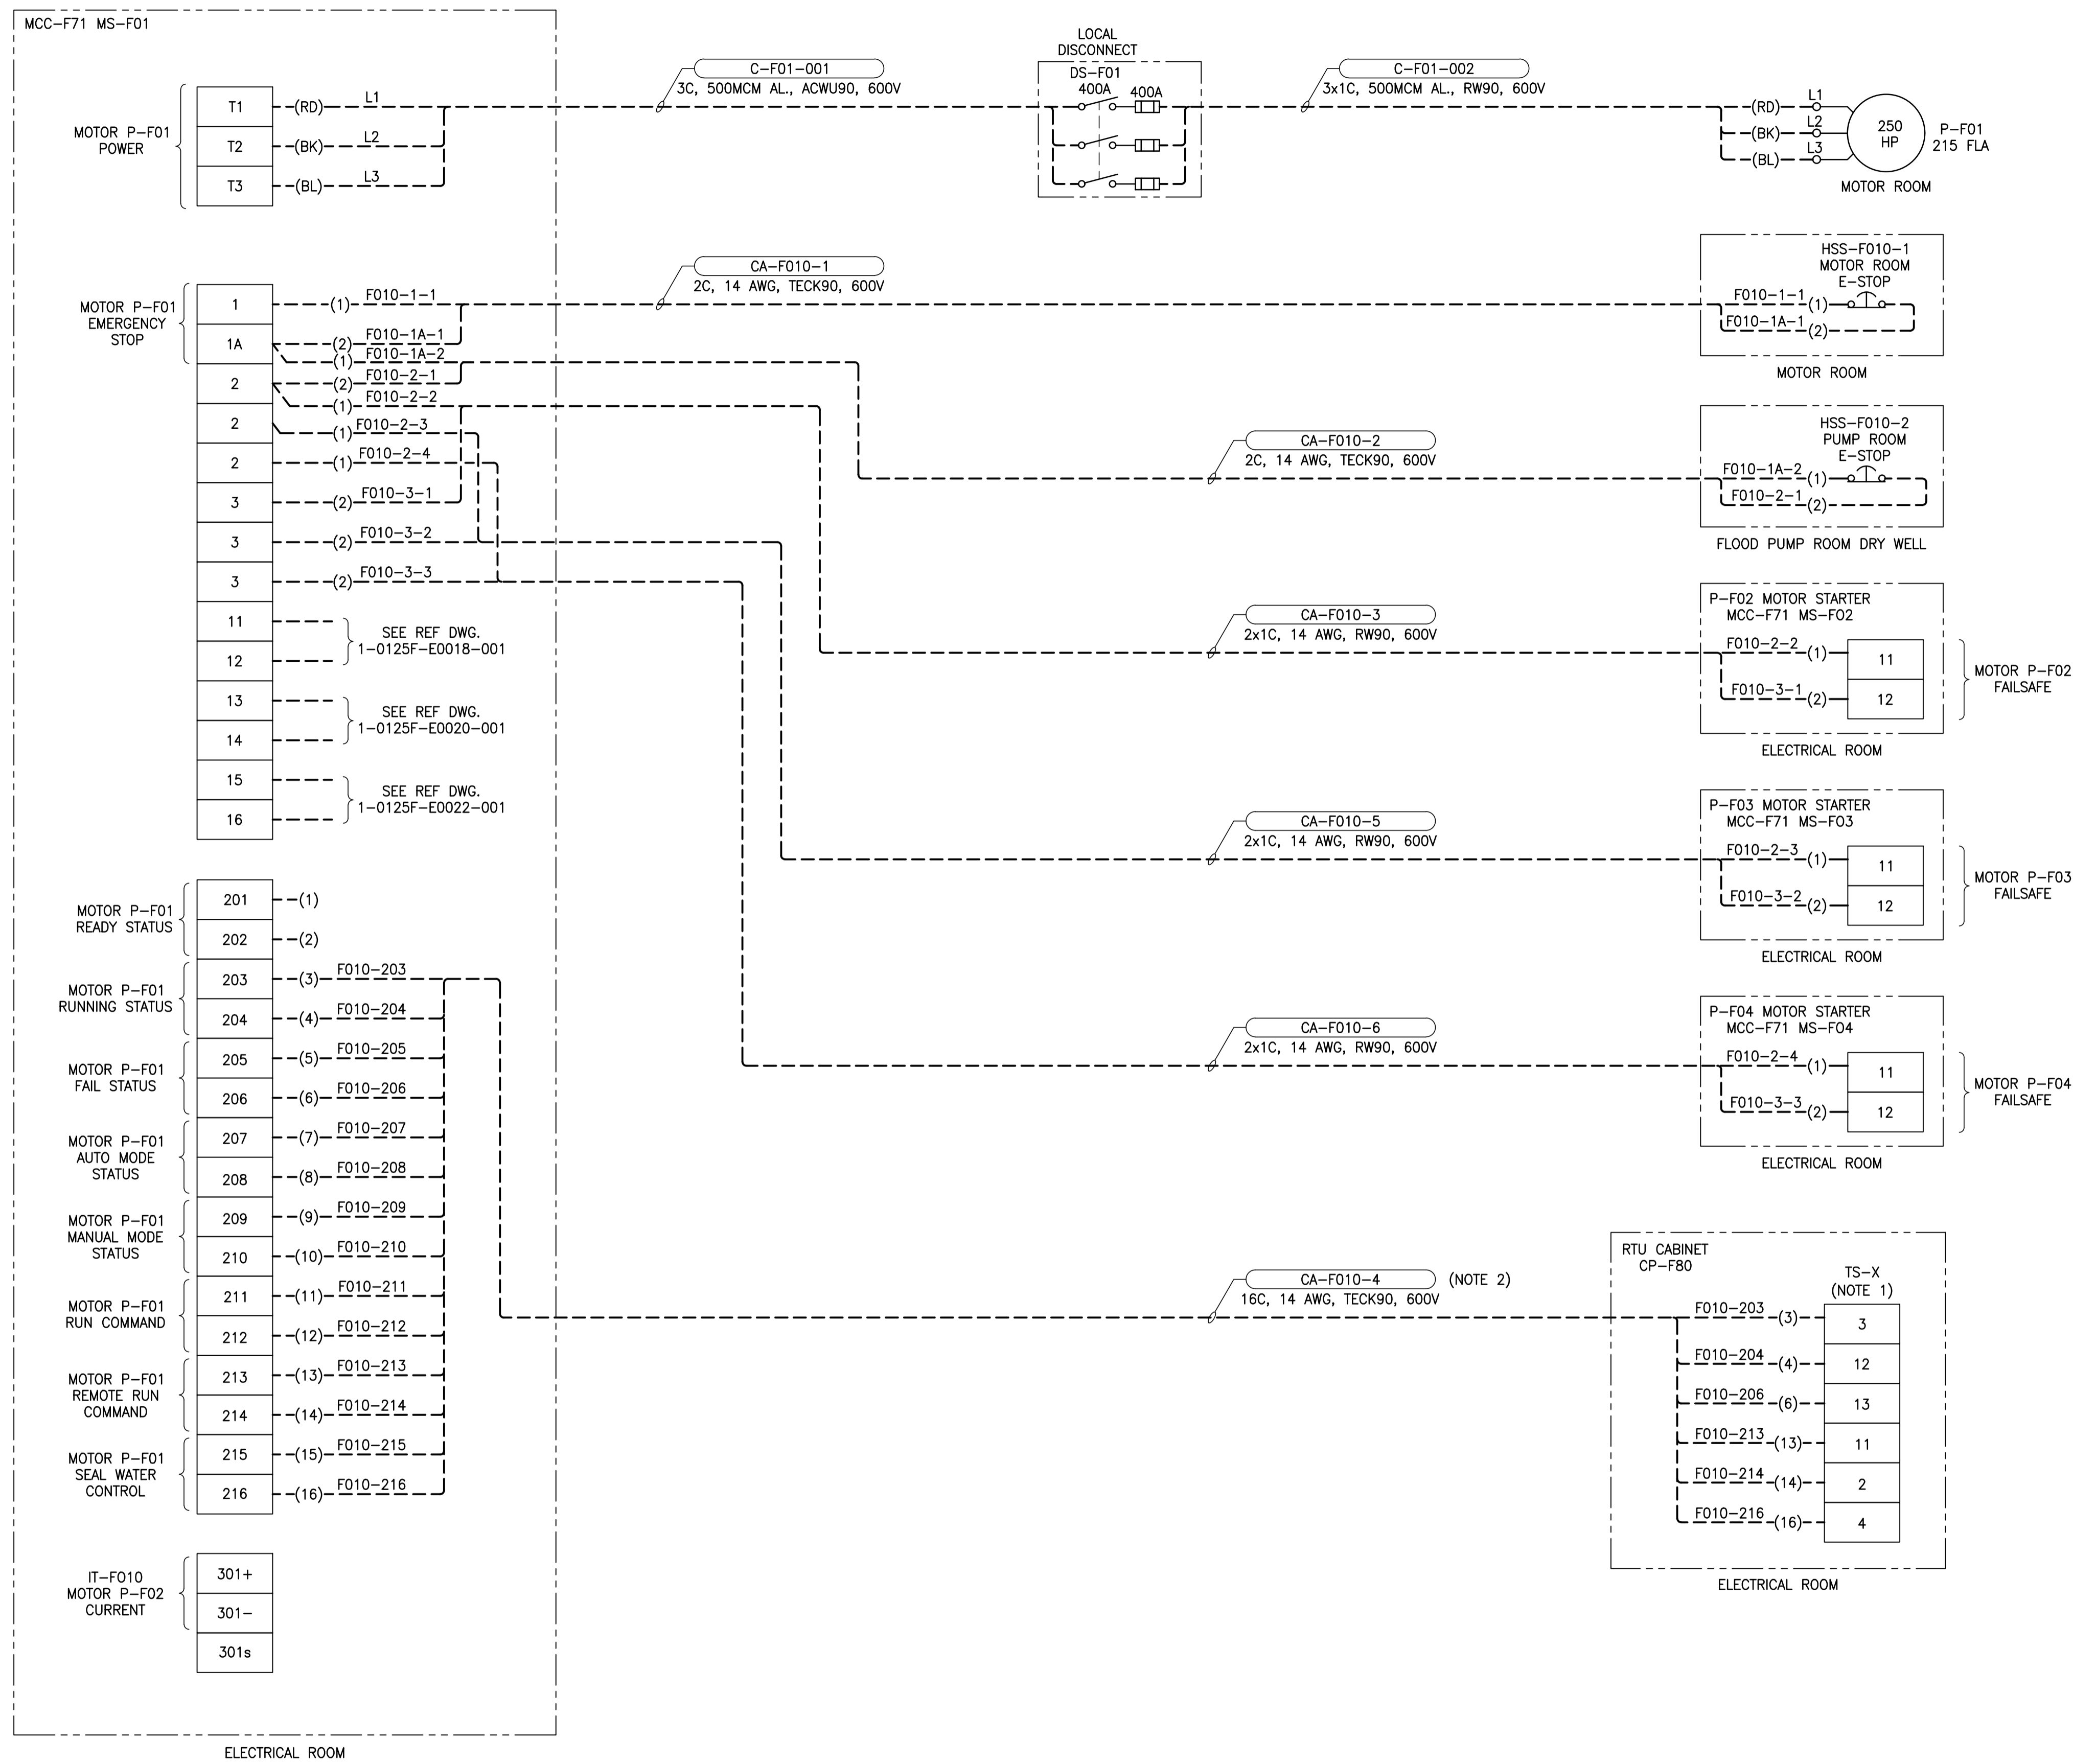 MCC-F71 MS-F01
MOTOR P-F01
POWER
T1
(RD)
L1
T2
(BK)
L2
T3
(BL)
L3
C-F01-001
3C, 500MCM AL., ACWU90, 600V
LOCAL
DISCONNECT
DS-F01
400A
400A
C-F01-002
3x1C, 500MCM AL., RW90, 600V
(RD)
L1
(BK)
L2
(BL)
L3
250
HP
P-F01
215 FLA
MOTOR ROOM
MOTOR P-F01
EMERGENCY
STOP
1
(1)
F010-1-1
1A
(2)
F010-1A-1
(1)
F010-1A-2
2
(2)
F010-2-1
(1)
F010-2-2
2
(1)
F010-2-3
2
(1)
F010-2-4
3
(2)
F010-3-1
3
(2)
F010-3-2
3
(2)
F010-3-3
11
12
SEE REF DWG.
1-0125F-E0018-001
13
14
SEE REF DWG.
1-0125F-E0020-001
15
16
SEE REF DWG.
1-0125F-E0022-001
CA-F010-1
2C, 14 AWG, TECK90, 600V
HSS-F010-1
MOTOR ROOM
E-STOP
F010-1-1
(1)
F010-1A-1
(2)
MOTOR ROOM
CA-F010-2
2C, 14 AWG, TECK90, 600V
HSS-F010-2
PUMP ROOM
E-STOP
F010-1A-2
(1)
F010-2-1
(2)
FLOOD PUMP ROOM DRY WELL
CA-F010-3
2x1C, 14 AWG, RW90, 600V
P-F02 MOTOR STARTER
MCC-F71 MS-F02
F010-2-2
(1)
11
F010-3-1
(2)
12
MOTOR P-F02
FAILSAFE
ELECTRICAL ROOM
CA-F010-5
2x1C, 14 AWG, RW90, 600V
P-F03 MOTOR STARTER
MCC-F71 MS-F03
F010-2-3
(1)
11
F010-3-2
(2)
12
MOTOR P-F03
FAILSAFE
ELECTRICAL ROOM
CA-F010-6
2x1C, 14 AWG, RW90, 600V
P-F04 MOTOR STARTER
MCC-F71 MS-F04
F010-2-4
(1)
11
F010-3-3
(2)
12
MOTOR P-F04
FAILSAFE
ELECTRICAL ROOM
MOTOR P-F01
READY STATUS
201
(1)
202
(2)
MOTOR P-F01
RUNNING STATUS
203
(3)
F010-203
204
(4)
F010-204
MOTOR P-F01
FAIL STATUS
205
(5)
F010-205
206
(6)
F010-206
MOTOR P-F01
AUTO MODE
STATUS
207
(7)
F010-207
208
(8)
F010-208
MOTOR P-F01
MANUAL MODE
STATUS
209
(9)
F010-209
210
(10)
F010-210
MOTOR P-F01
RUN COMMAND
211
(11)
F010-211
212
(12)
F010-212
MOTOR P-F01
REMOTE RUN
COMMAND
213
(13)
F010-213
214
(14)
F010-214
MOTOR P-F01
SEAL WATER
CONTROL
215
(15)
F010-215
216
(16)
F010-216
CA-F010-4 (NOTE 2)
16C, 14 AWG, TECK90, 600V
RTU CABINET
CP-F80
TS-X
(NOTE 1)
F010-203
(3)
3
F010-204
(4)
12
F010-206
(6)
13
F010-213
(13)
11
F010-214
(14)
2
F010-216
(16)
4
ELECTRICAL ROOM
IT-F010
MOTOR P-F02
CURRENT
301+
301-
301s
ELECTRICAL ROOM